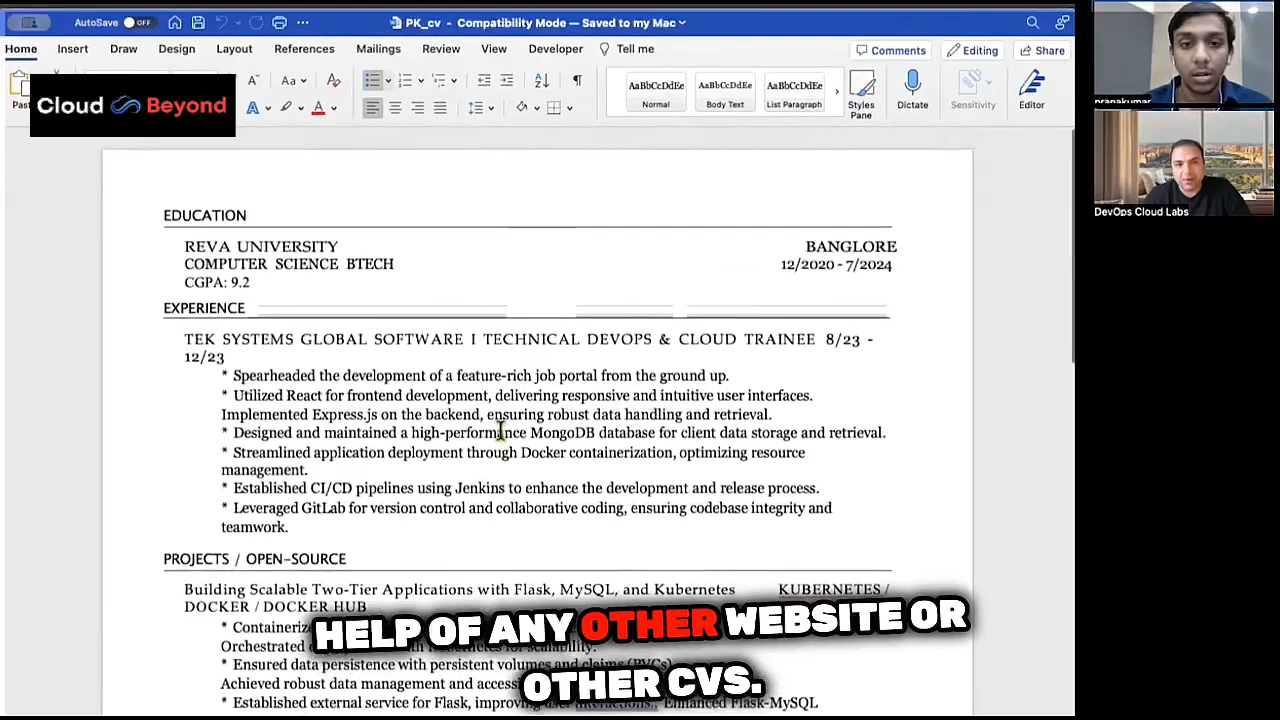 AutoSave OFF
PK_cv - Compatibility Mode — Saved to my Mac
Home Insert Draw Design Layout References Mailings Review View Developer Tell me
Comments Editing Share
Cloud Beyond
AaBbCcDdEe AaBbCcDdEe AaBbCcDdEe
Normal Body Text List Paragraph
Styles Pane
Dictate
Sensitivity
Editor
DevOps Cloud Labs
EDUCATION
REVA UNIVERSITY BANGLORE
COMPUTER SCIENCE BTECH 12/2020 - 7/2024
CGPA: 9.2
EXPERIENCE
TEK SYSTEMS GLOBAL SOFTWARE I TECHNICAL DEVOPS & CLOUD TRAINEE 8/23 -
12/23
* Spearheaded the development of a feature-rich job portal from the ground up.
* Utilized React for frontend development, delivering responsive and intuitive user interfaces.
Implemented Express.js on the backend, ensuring robust data handling and retrieval.
* Designed and maintained a high-performance MongoDB database for client data storage and retrieval.
* Streamlined application deployment through Docker containerization, optimizing resource
management.
* Established CI/CD pipelines using Jenkins to enhance the development and release process.
* Leveraged GitLab for version control and collaborative coding, ensuring codebase integrity and
teamwork.
PROJECTS / OPEN-SOURCE
Building Scalable Two-Tier Applications with Flask, MySQL, and Kubernetes KUBERNETES /
DOCKER / DOCKER HUB
HELP OF ANY OTHER WEBSITE OR
OTHER CVS.
Orchestrated
* Ensured data persistence with persistent volumes and claims (PVCs)
Achieved robust data management and
* Established external service for Flask, Enhanced Flask-MySQL